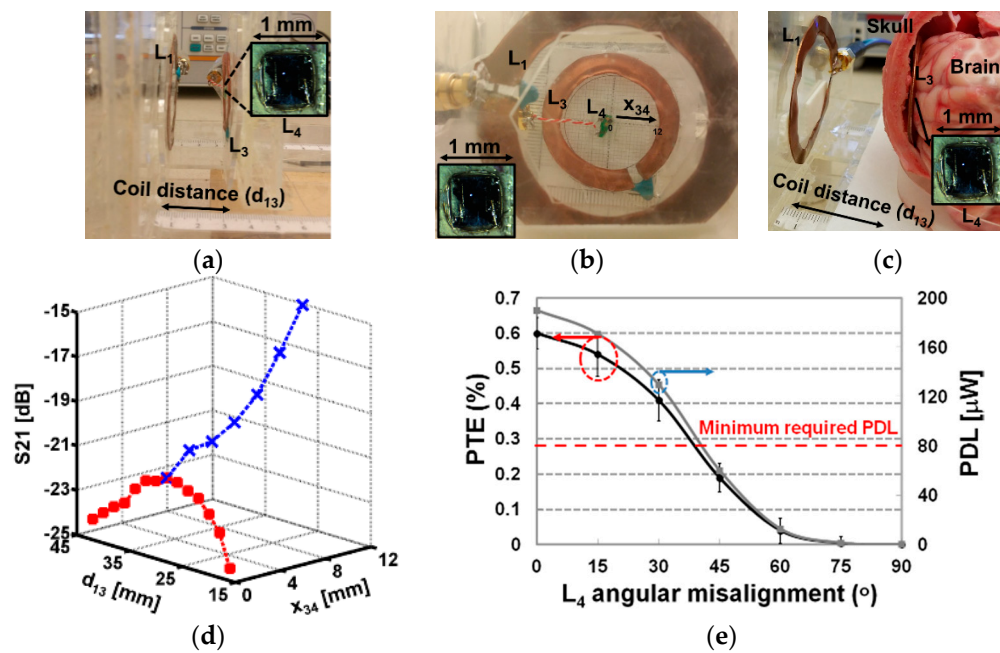 1 mm
L1
L4
L3
Coil distance (d13)
(a)
L1
L3
L4
x34
0
12
1 mm
(b)
Skull
L1
L3
Brain
1 mm
Coil distance (d13)
L4
(c)
-15
-17
-19
-21
-23
-25
S21 [dB]
45
35
25
15
d13 [mm]
0
4
8
12
x34 [mm]
(d)
0.7
0.6
0.5
0.4
0.3
0.2
0.1
0
PTE (%)
200
160
120
80
40
0
PDL [µW]
Minimum required PDL
0 15 30 45 60 75 90
L4 angular misalignment (o)
(e)